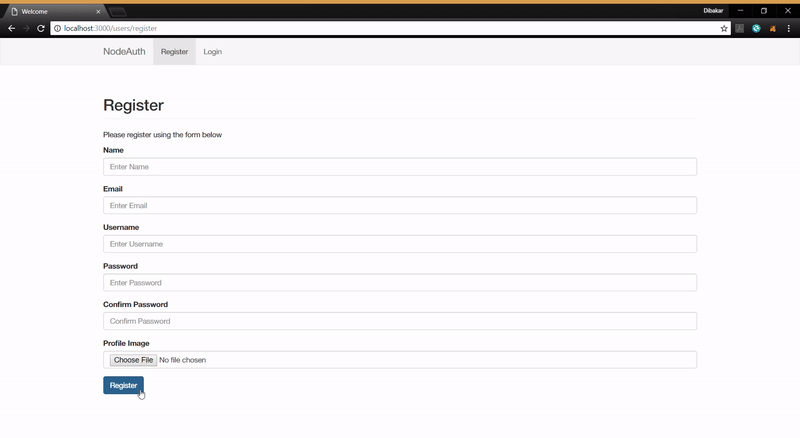 Welcome
Dibakar
localhost:3000/users/register
NodeAuth Register Login
Register
Please register using the form below
Name
Enter Name
Email
Enter Email
Username
Enter Username
Password
Enter Password
Confirm Password
Confirm Password
Profile Image
Choose File No file chosen
Register